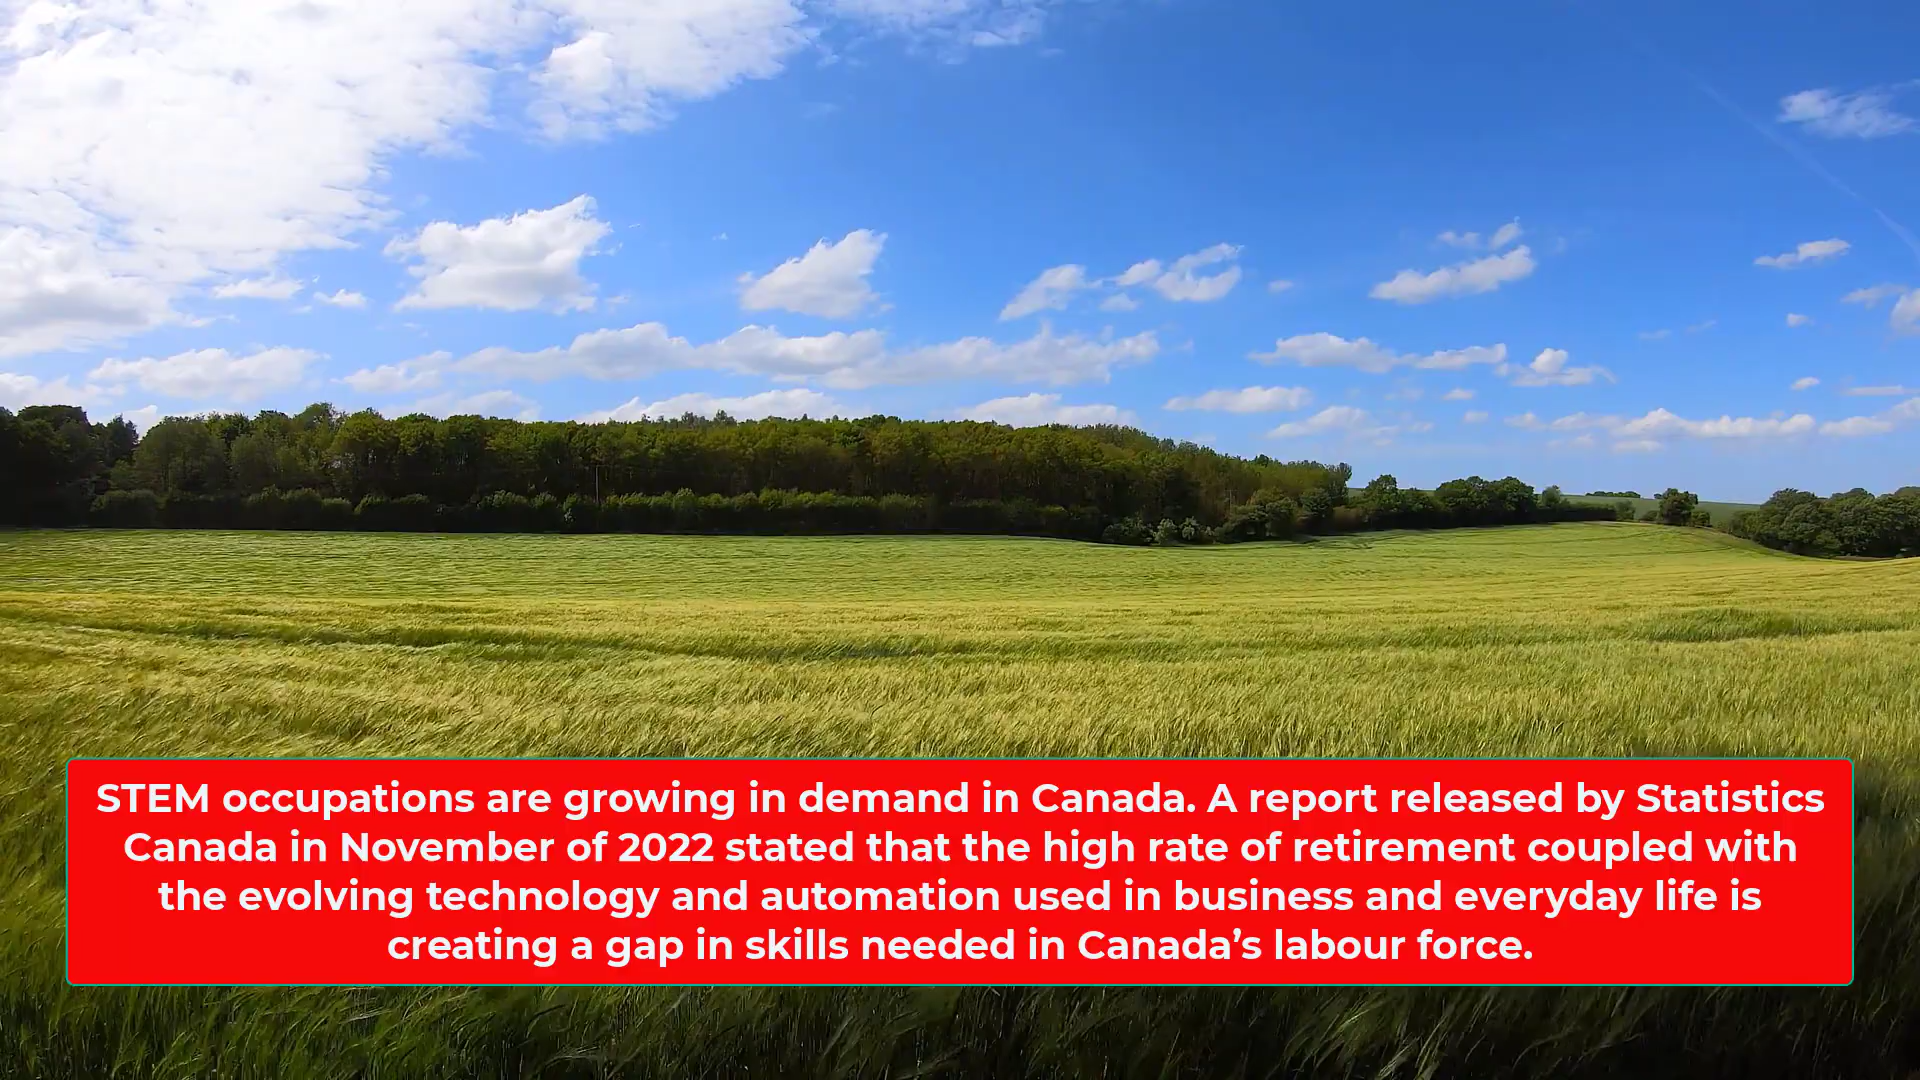 STEM occupations are growing in demand in Canada. A report released by Statistics
Canada in November of 2022 stated that the high rate of retirement coupled with
the evolving technology and automation used in business and everyday life is
creating a gap in skills needed in Canada’s labour force.